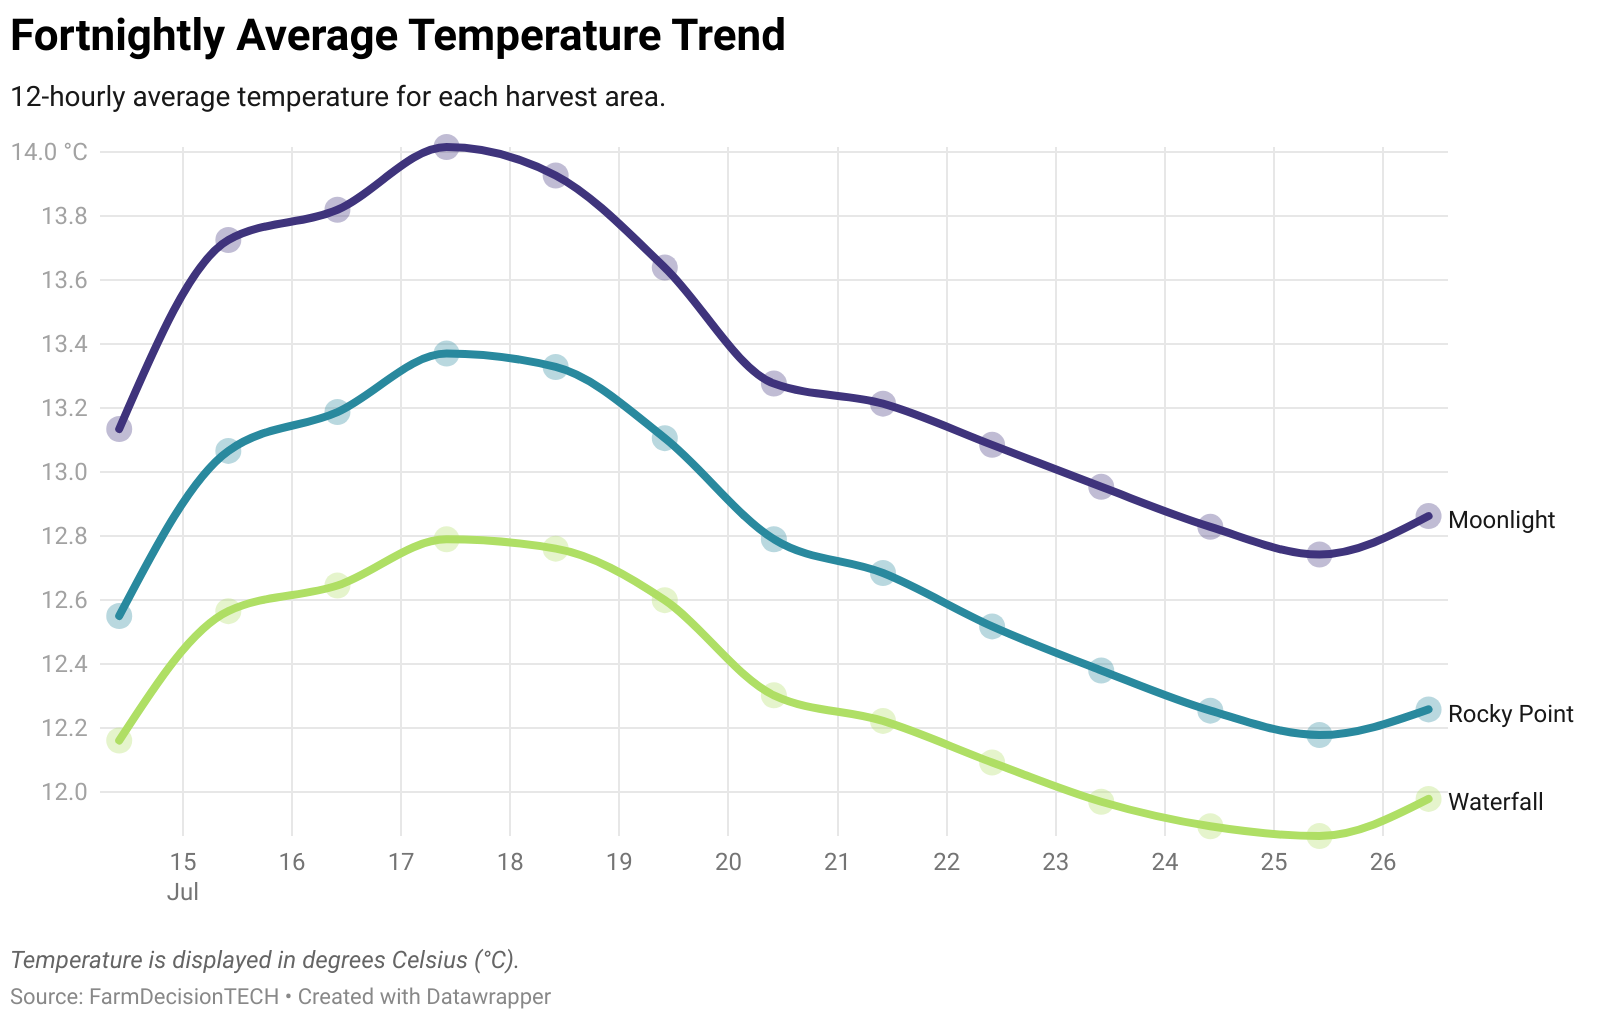 Fortnightly Average Temperature Trend
12-hourly average temperature for each harvest area.
14.0 °C
13.8
13.6
13.4
13.2
13.0
12.8
12.6
12.4
12.2
12.0
Moonlight
Rocky Point
Waterfall
15 16 17 18 19 20 21 22 23 24 25 26
Jul
Temperature is displayed in degrees Celsius (°C).
Source: FarmDecisionTECH • Created with Datawrapper